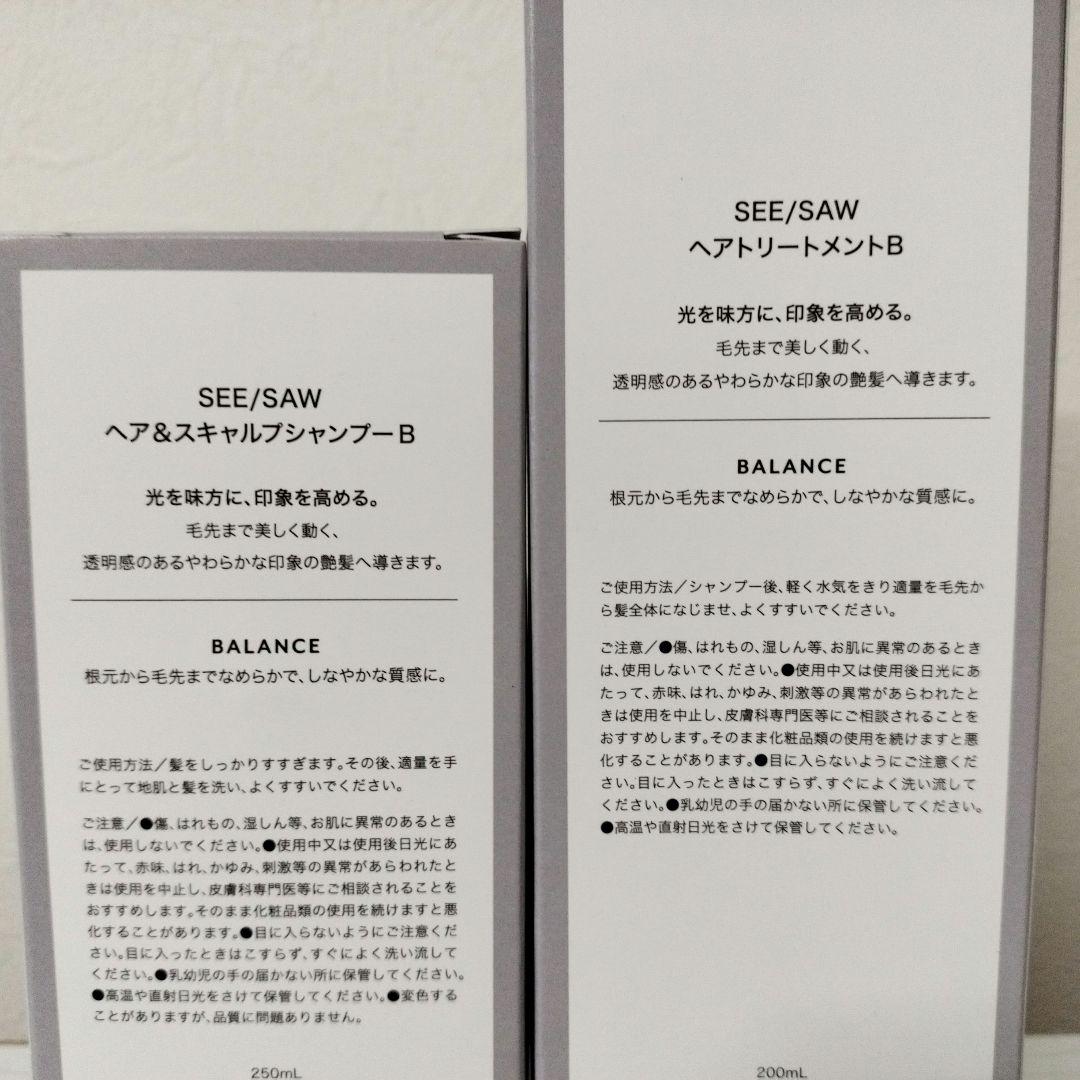 SEE/SAW
ヘア&スキャルプシャンプー B
光を味方に、印象を高める。
毛先まで美しく動く、
透明感のあるやわらかな印象の艶髪へ導きます。
BALANCE
根元から毛先までなめらかで、しなやかな質感に。
ご使用方法/髪をしっかりすすぎます。その後、適量を手
にとって地肌と髪を洗い、よくすすいでください。
ご注意/●傷、はれもの、湿しん等、お肌に異常のあるとき
は、使用しないでください。●使用中又は使用後日光にあ
たって、赤味、はれ、かゆみ、刺激等の異常があらわれたと
きは使用を中止し、皮膚科専門医等にご相談されることを
おすすめします。そのまま化粧品類の使用を続けますと悪
化することがあります。●目に入らないようにご注意くだ
さい。目に入ったときはこすらず、すぐによく洗い流して
ください。●乳幼児の手の届かない所に保管してください。
●高温や直射日光をさけて保管してください。●変色する
ことがありますが、品質に問題ありません。
250mL
SEE/SAW
ヘアトリートメントB
光を味方に、印象を高める。
毛先まで美しく動く、
透明感のあるやわらかな印象の艶髪へ導きます。
BALANCE
根元から毛先までなめらかで、しなやかな質感に。
ご使用方法/シャンプー後、軽く水気をきり適量を毛先か
ら髪全体になじませ、よくすすいでください。
ご注意/●傷、はれもの、湿しん等、お肌に異常のあるとき
は、使用しないでください。●使用中又は使用後日光にあ
たって、赤味、はれ、かゆみ、刺激等の異常があらわれたと
きは使用を中止し、皮膚科専門医等にご相談されることを
おすすめします。そのまま化粧品類の使用を続けますと悪
化することがあります。●目に入らないようにご注意くだ
さい。目に入ったときはこすらず、すぐによく洗い流して
ください。●乳幼児の手の届かない所に保管してください。
●高温や直射日光をさけて保管してください。
200mL